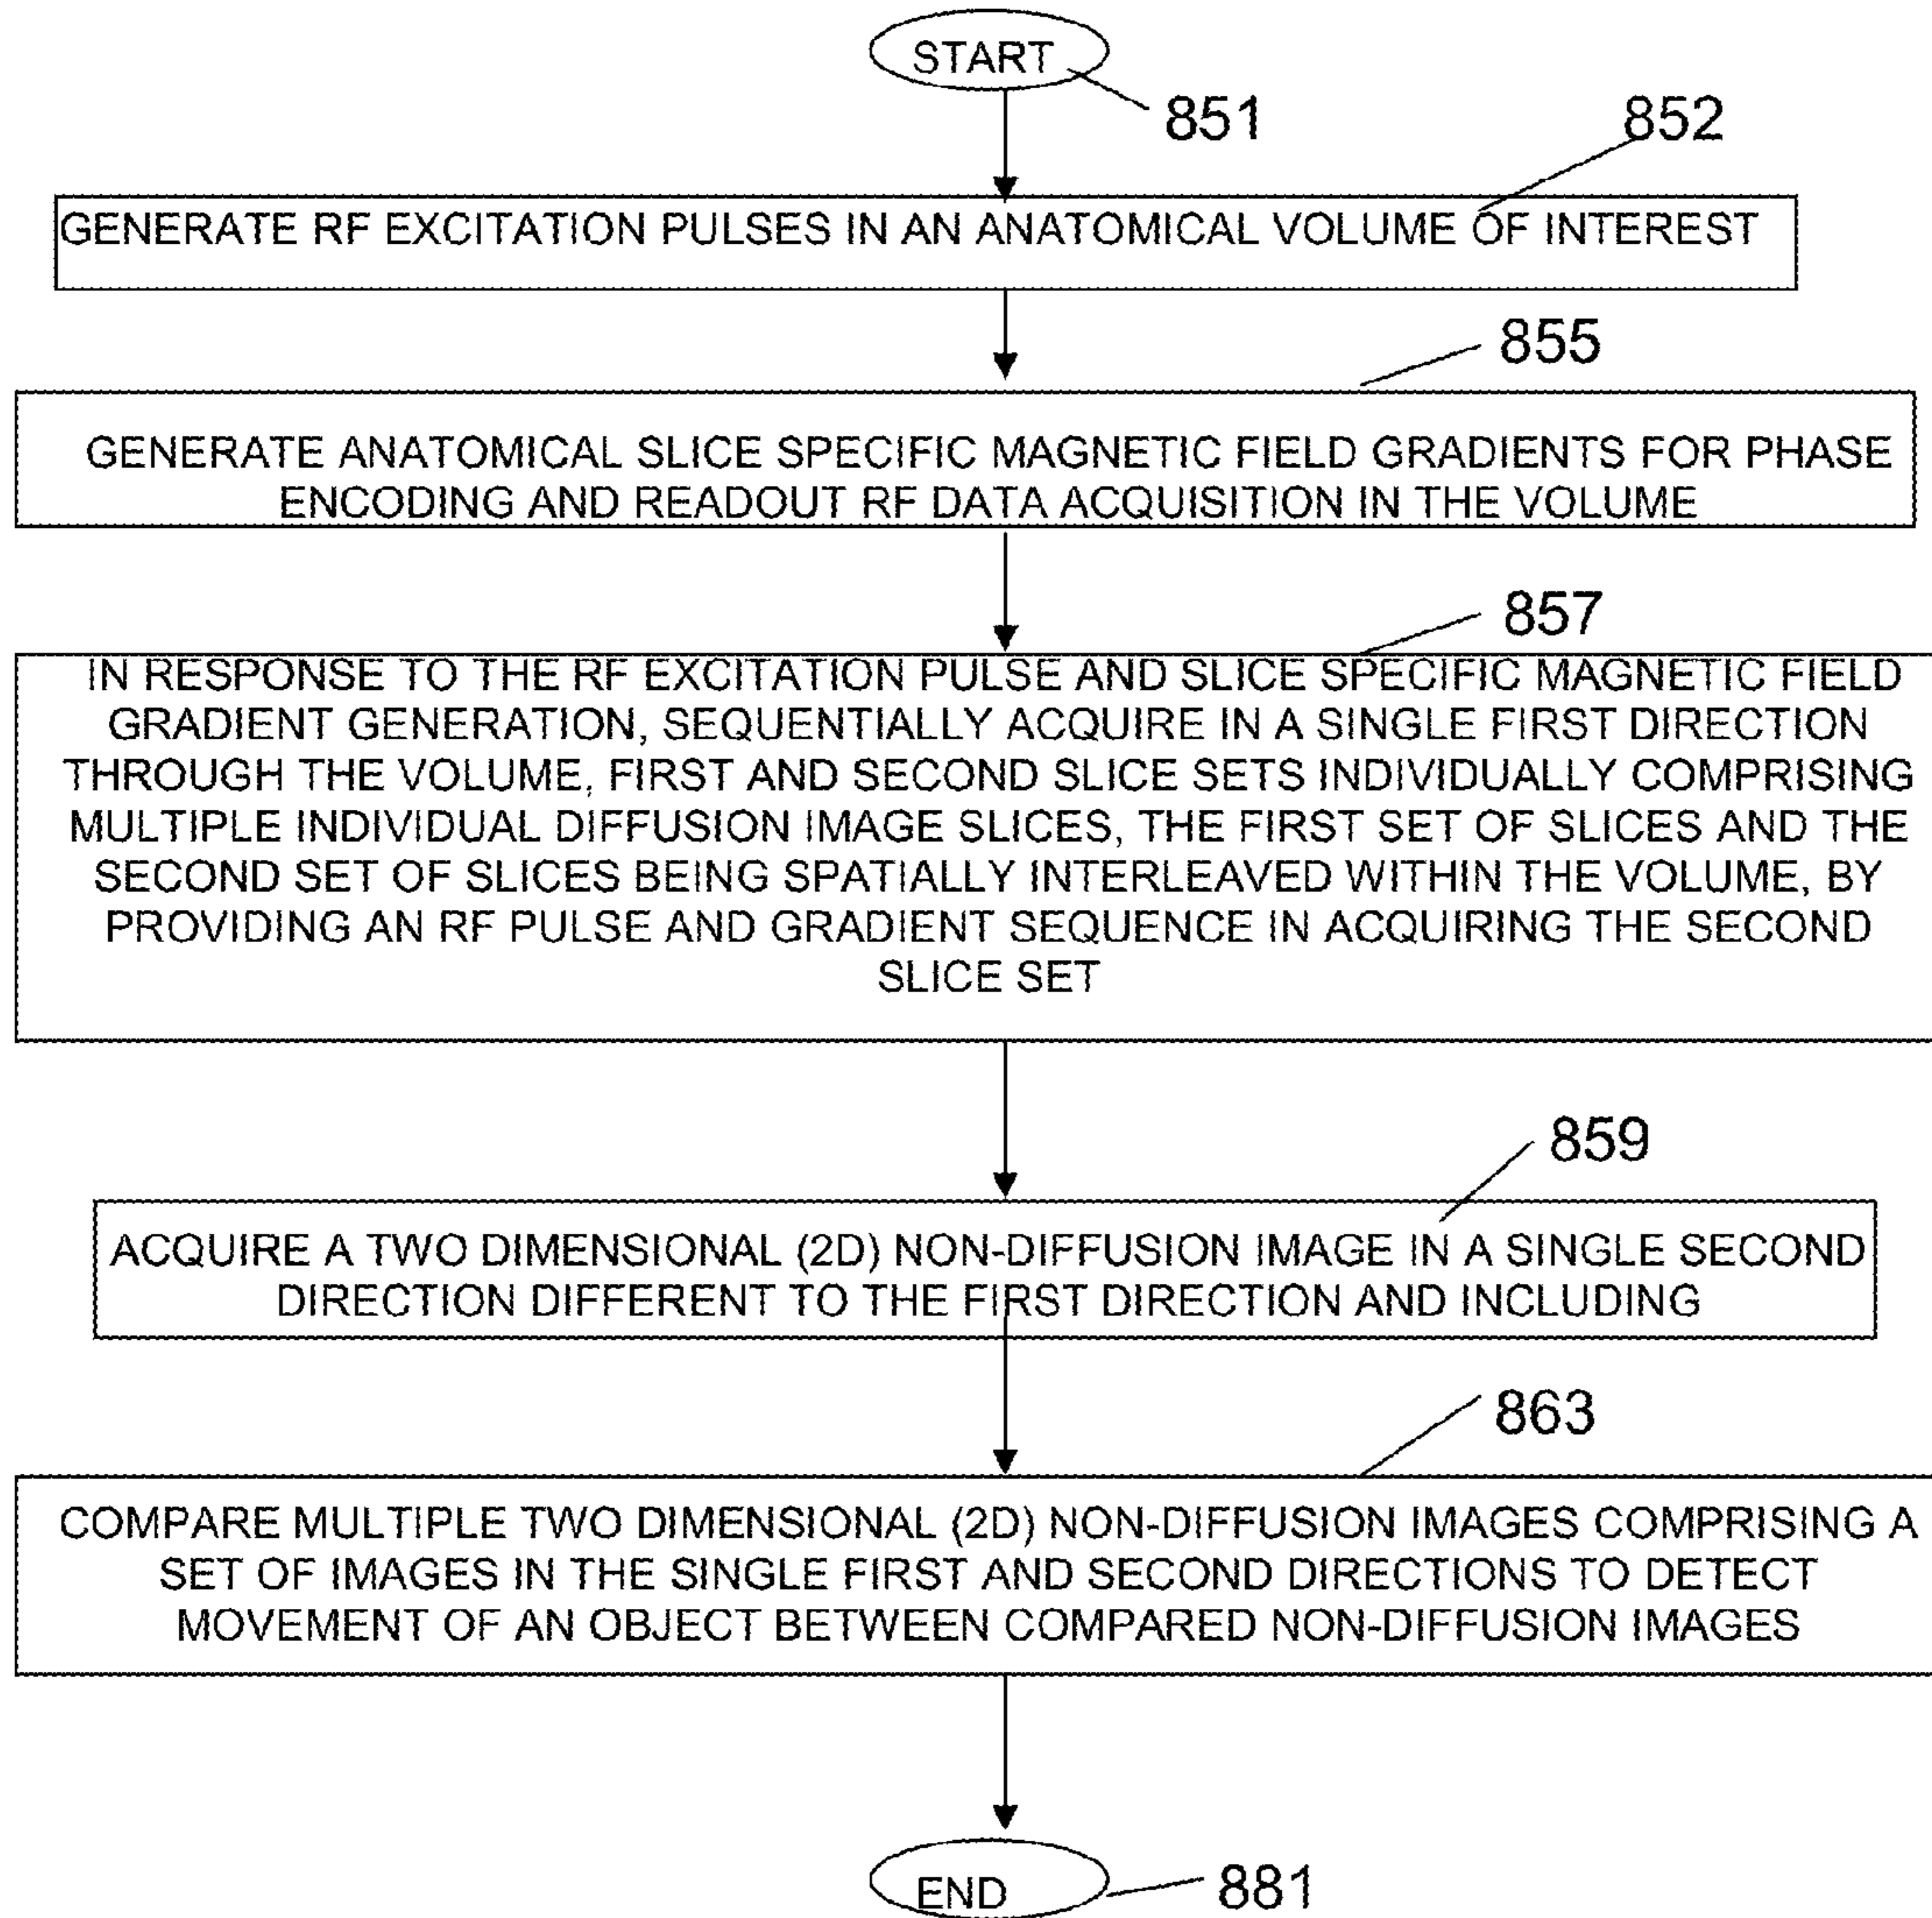 START
851
852
GENERATE RF EXCITATION PULSES IN AN ANATOMICAL VOLUME OF INTEREST
855
GENERATE ANATOMICAL SLICE SPECIFIC MAGNETIC FIELD GRADIENTS FOR PHASE
ENCODING AND READOUT RF DATA ACQUISITION IN THE VOLUME
857
IN RESPONSE TO THE RF EXCITATION PULSE AND SLICE SPECIFIC MAGNETIC FIELD
GRADIENT GENERATION, SEQUENTIALLY ACQUIRE IN A SINGLE FIRST DIRECTION
THROUGH THE VOLUME, FIRST AND SECOND SLICE SETS INDIVIDUALLY COMPRISING
MULTIPLE INDIVIDUAL DIFFUSION IMAGE SLICES, THE FIRST SET OF SLICES AND THE
SECOND SET OF SLICES BEING SPATIALLY INTERLEAVED WITHIN THE VOLUME, BY
PROVIDING AN RF PULSE AND GRADIENT SEQUENCE IN ACQUIRING THE SECOND
SLICE SET
859
ACQUIRE A TWO DIMENSIONAL (2D) NON-DIFFUSION IMAGE IN A SINGLE SECOND
DIRECTION DIFFERENT TO THE FIRST DIRECTION AND INCLUDING
863
COMPARE MULTIPLE TWO DIMENSIONAL (2D) NON-DIFFUSION IMAGES COMPRISING A
SET OF IMAGES IN THE SINGLE FIRST AND SECOND DIRECTIONS TO DETECT
MOVEMENT OF AN OBJECT BETWEEN COMPARED NON-DIFFUSION IMAGES
END
881